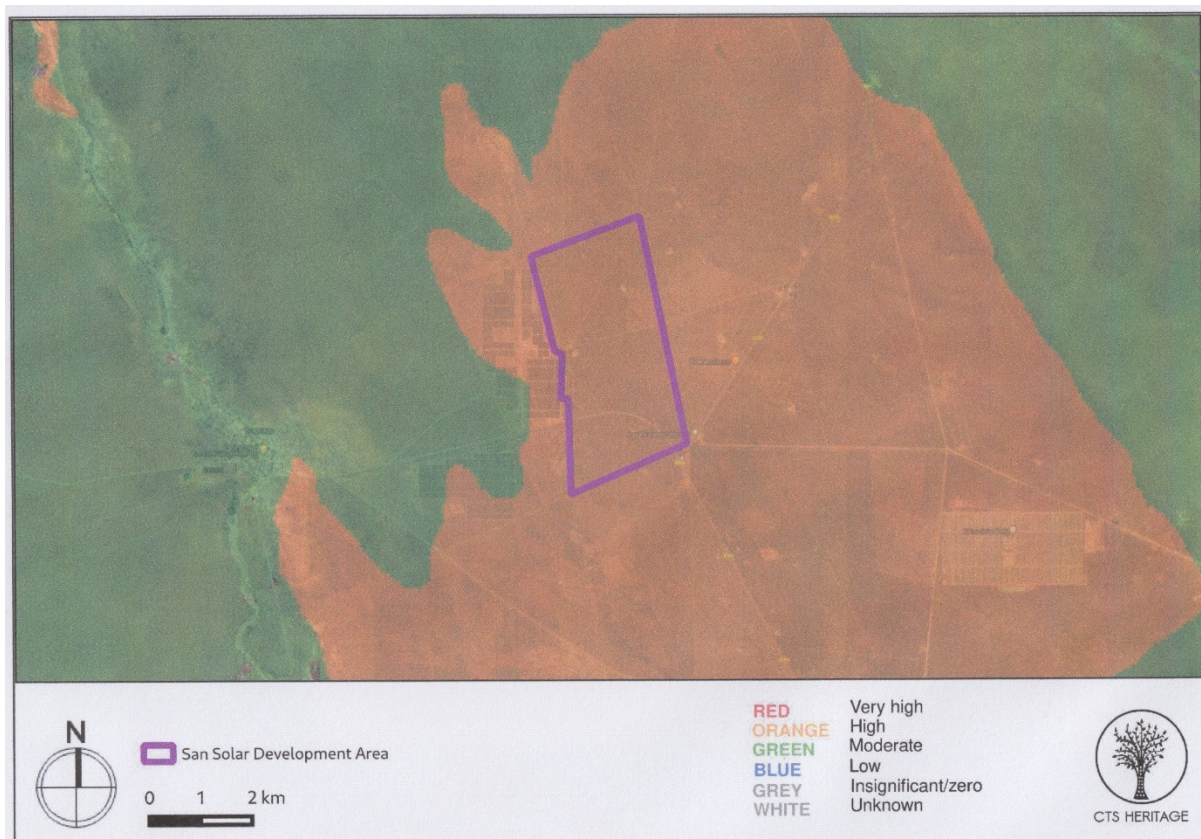 N
San Solar Development Area
0 1 2 km
RED Very high
ORANGE High
GREEN Moderate
BLUE Low
GREY Insignificant/zero
WHITE Unknown
CTS HERITAGE